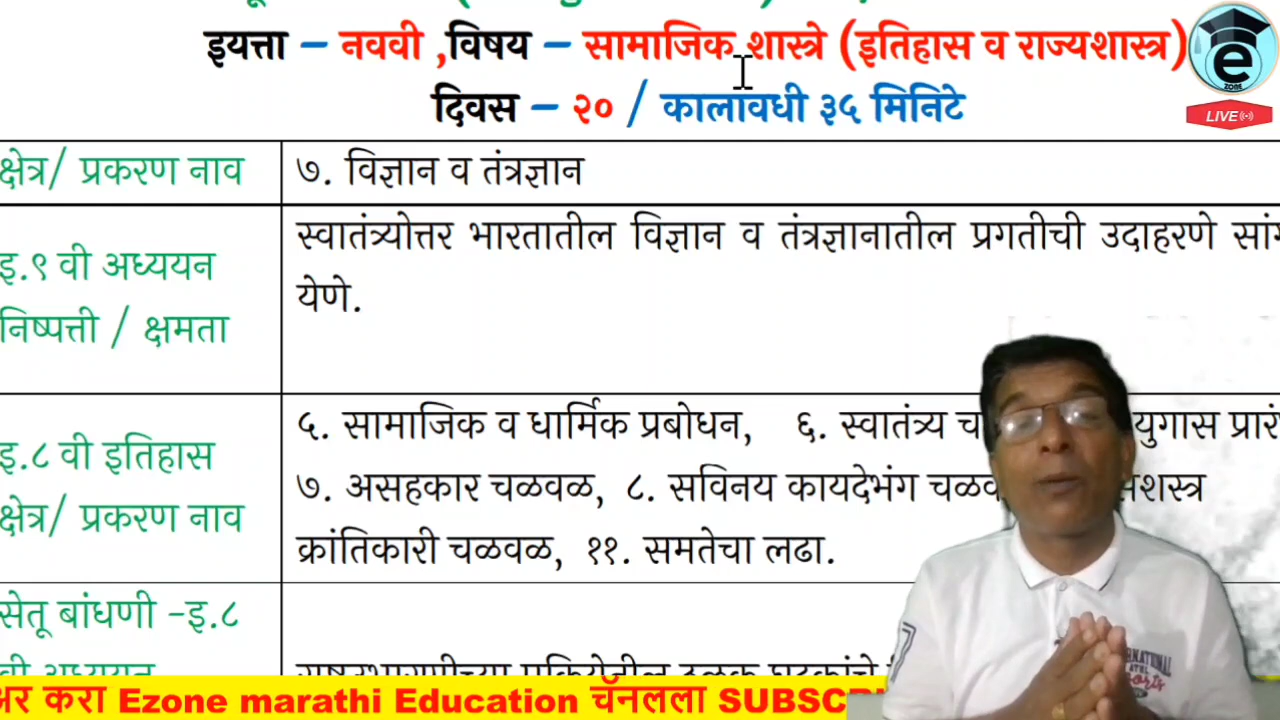 इयत्ता – नववी ,विषय – सामाजिक शास्त्रे (इतिहास व राज्यशास्त्र)
e
ZONE
LIVE
दिवस – २० / कालावधी ३५ मिनिटे
क्षेत्र/ प्रकरण नाव
७. विज्ञान व तंत्रज्ञान
इ.९ वी अध्ययन
निष्पत्ती / क्षमता
स्वातंत्र्योत्तर भारतातील विज्ञान व तंत्रज्ञानातील प्रगतीची उदाहरणे
येणे.
इ.८ वी इतिहास
क्षेत्र/ प्रकरण नाव
५. सामाजिक व धार्मिक प्रबोधन, ६. स्वातंत्र्य युगास
७. असहकार चळवळ, ८. सविनय कायदेभंग
क्रांतिकारी चळवळ, ११. समतेचा लढा.
सेतू बांधणी -इ.८
करा Ezone marathi Education चॅनलला